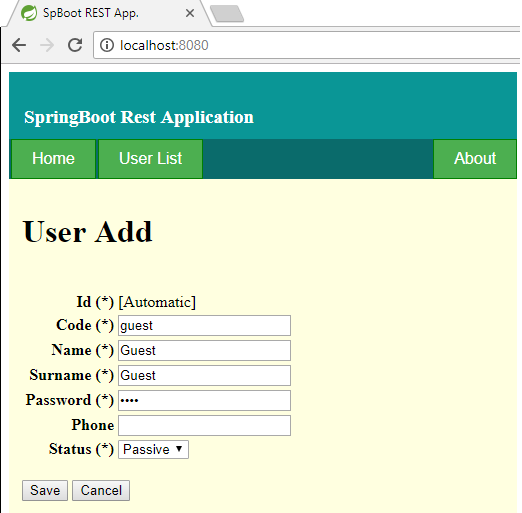 SpBoot REST App.
localhost:8080
SpringBoot Rest Application
Home User List About
User Add
Id (*) [Automatic]
Code (*) guest
Name (*) Guest
Surname (*) Guest
Password (*) ••••
Phone
Status (*) Passive
Save Cancel